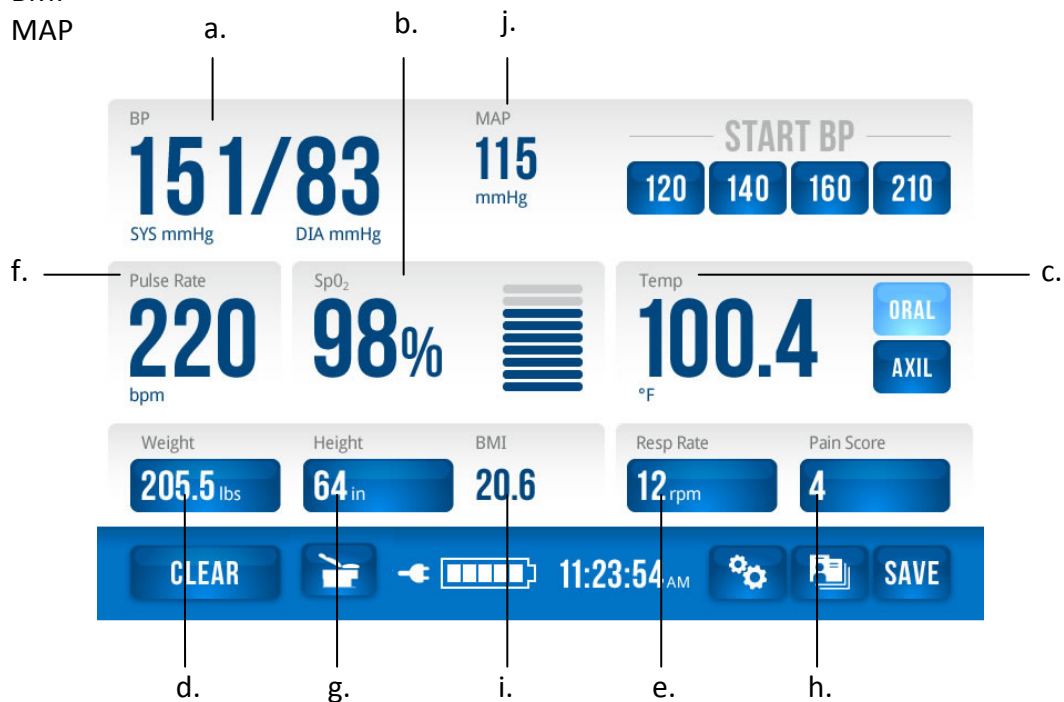 MAP
a.
b.
j.
BP
MAP
START BP
151/83
115
mmHg
120 140 160 210
SYS mmHg DIA mmHg
f.
Pulse Rate
SpO₂
Temp
c.
220
98%
100.4
ORAL
AXIL
bpm
°F
Weight Height BMI Resp Rate Pain Score
205.5 lbs 64 in 20.6 12 rpm 4
CLEAR 11:23:54 AM SAVE
d. g. i. e. h.